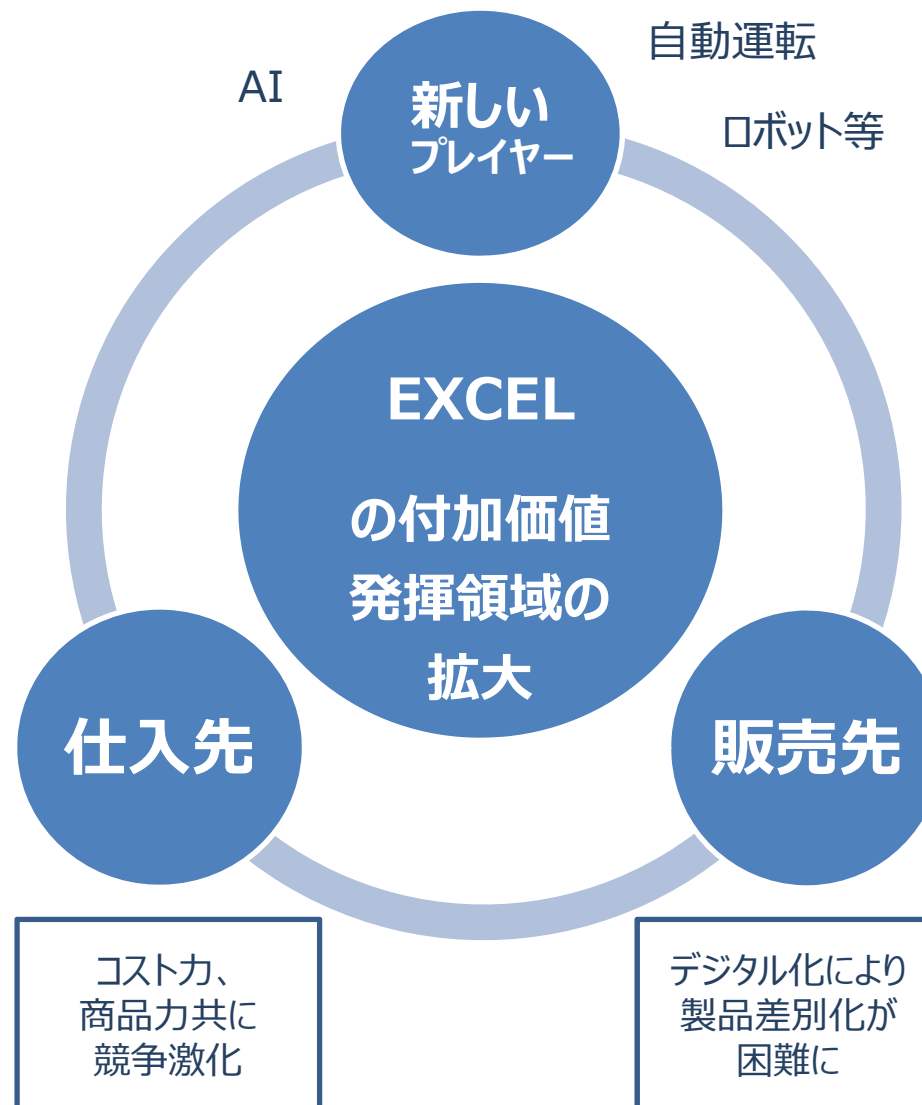 自動運転
AI
新しい
プレイヤー
ロボット等
EXCEL
の付加価値
発揮領域の
拡大
仕入先
販売先
コスト力、
商品力共に
競争激化
デジタル化により
製品差別化が
困難に